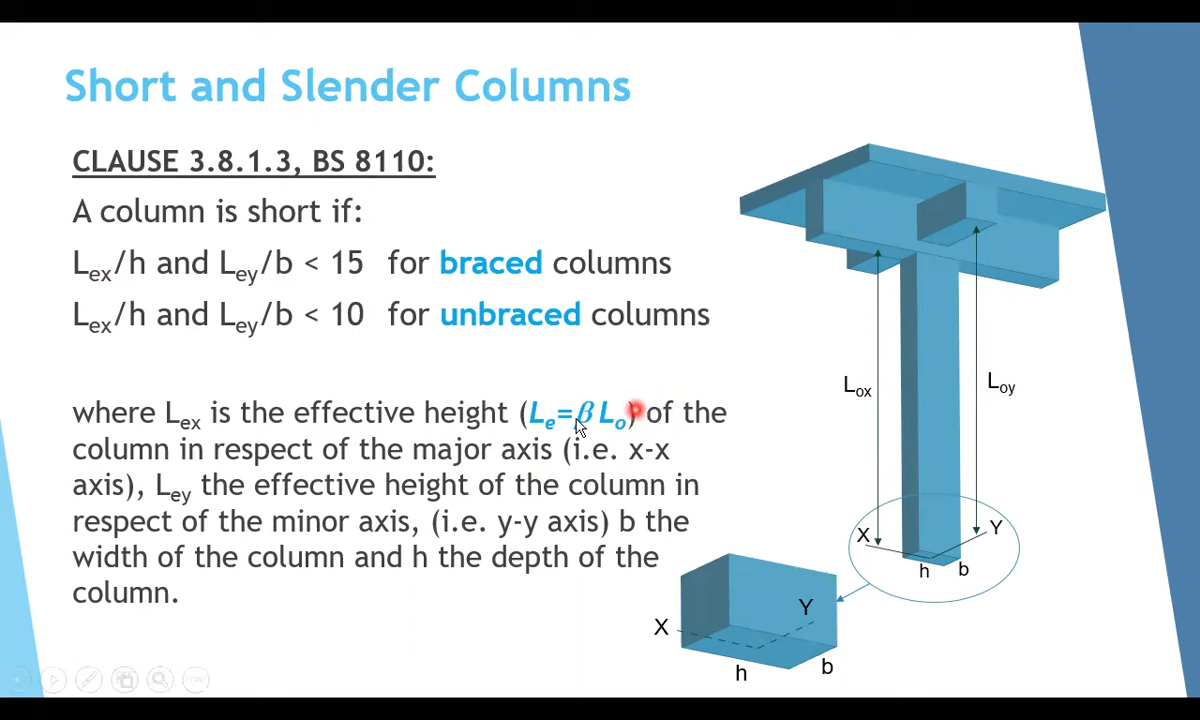 Short and Slender Columns
CLAUSE 3.8.1.3, BS 8110:
A column is short if:
Lex/h and Ley/b < 15 for braced columns
Lex/h and Ley/b < 10 for unbraced columns
where Lex is the effective height (Le=β Lo) of the
column in respect of the major axis (i.e. x-x
axis), Ley the effective height of the column in
respect of the minor axis, (i.e. y-y axis) b the
width of the column and h the depth of the
column.
Lox
Loy
X
Y
h
b
X
Y
h
b